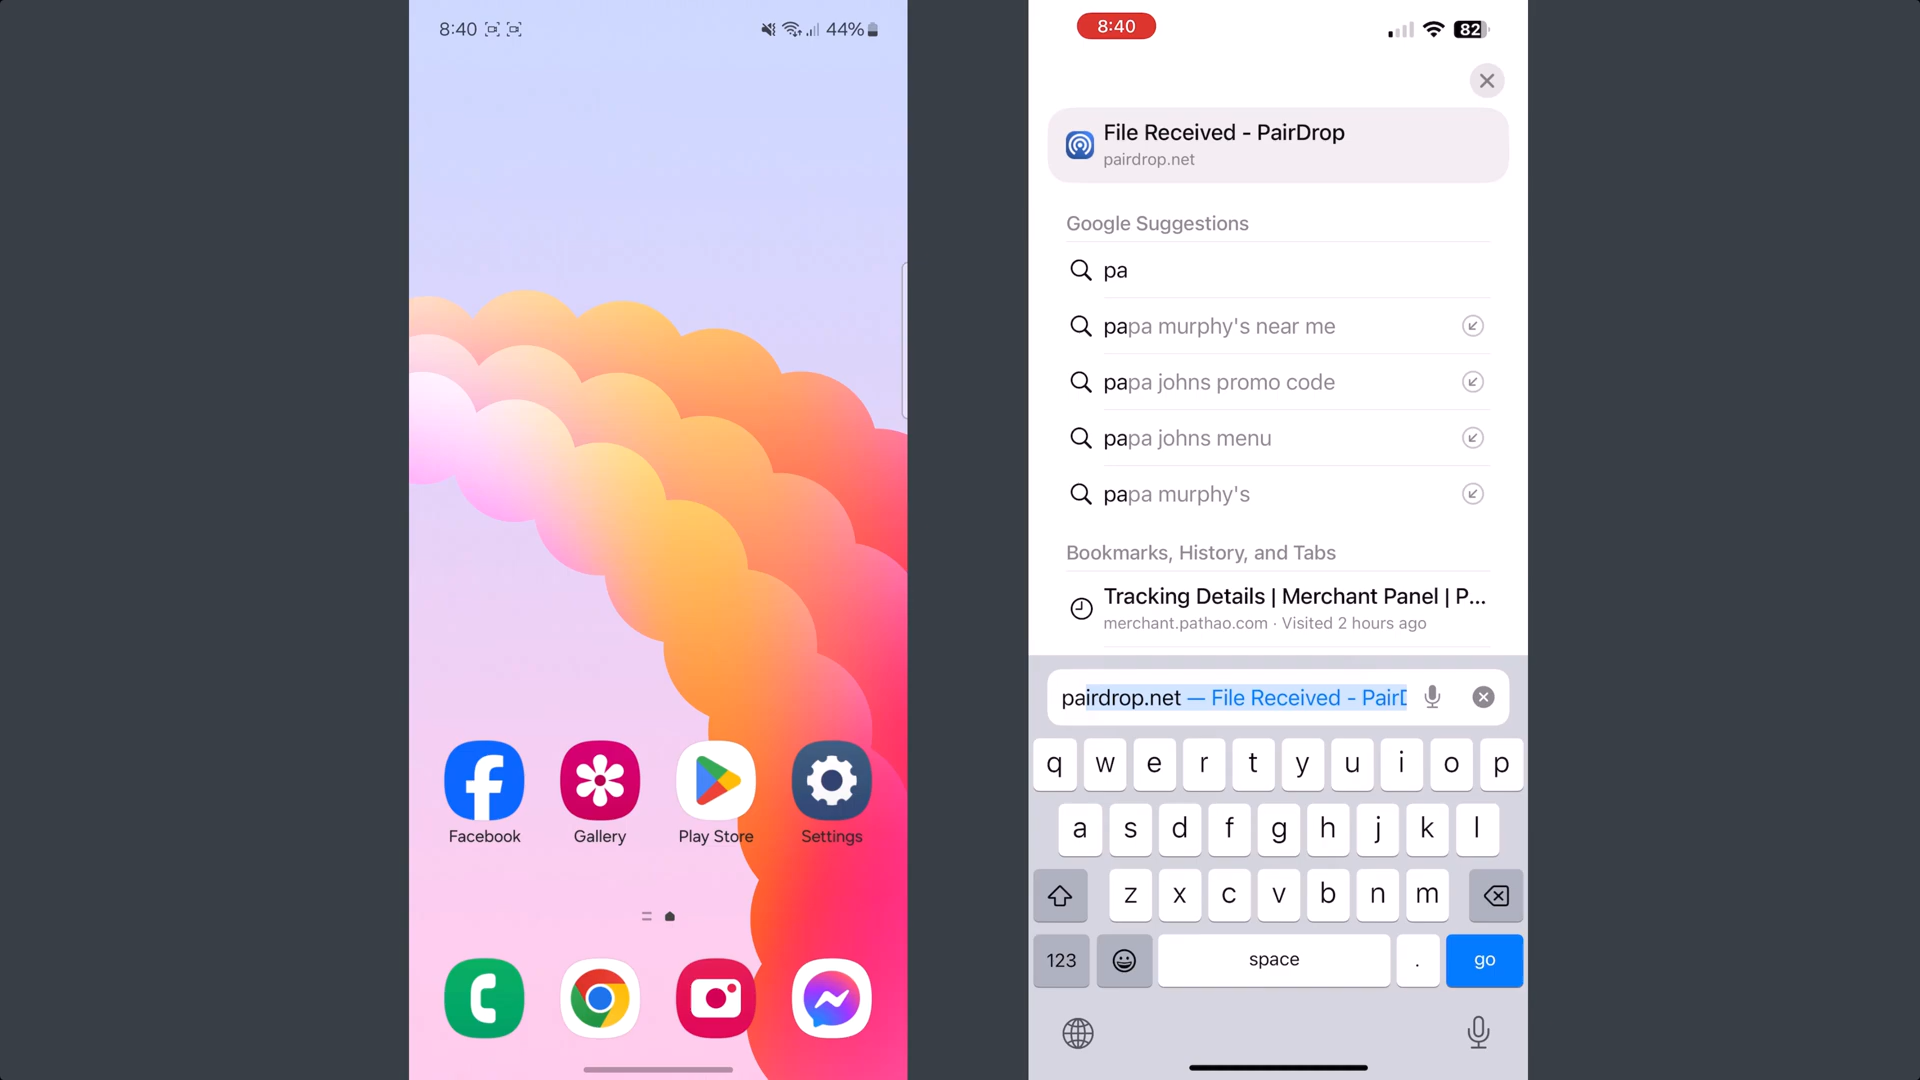 8:40
44%
Facebook
Gallery
Play Store
Settings
8:40
82
File Received - PairDrop
pairdrop.net
Google Suggestions
pa
papa murphy's near me
papa johns promo code
papa johns menu
papa murphy's
Bookmarks, History, and Tabs
Tracking Details | Merchant Panel | P...
merchant.pathao.com · Visited 2 hours ago
pairdrop.net — File Received - PairD
q w e r t y u i o p
a s d f g h j k l
z x c v b n m
123 space . go